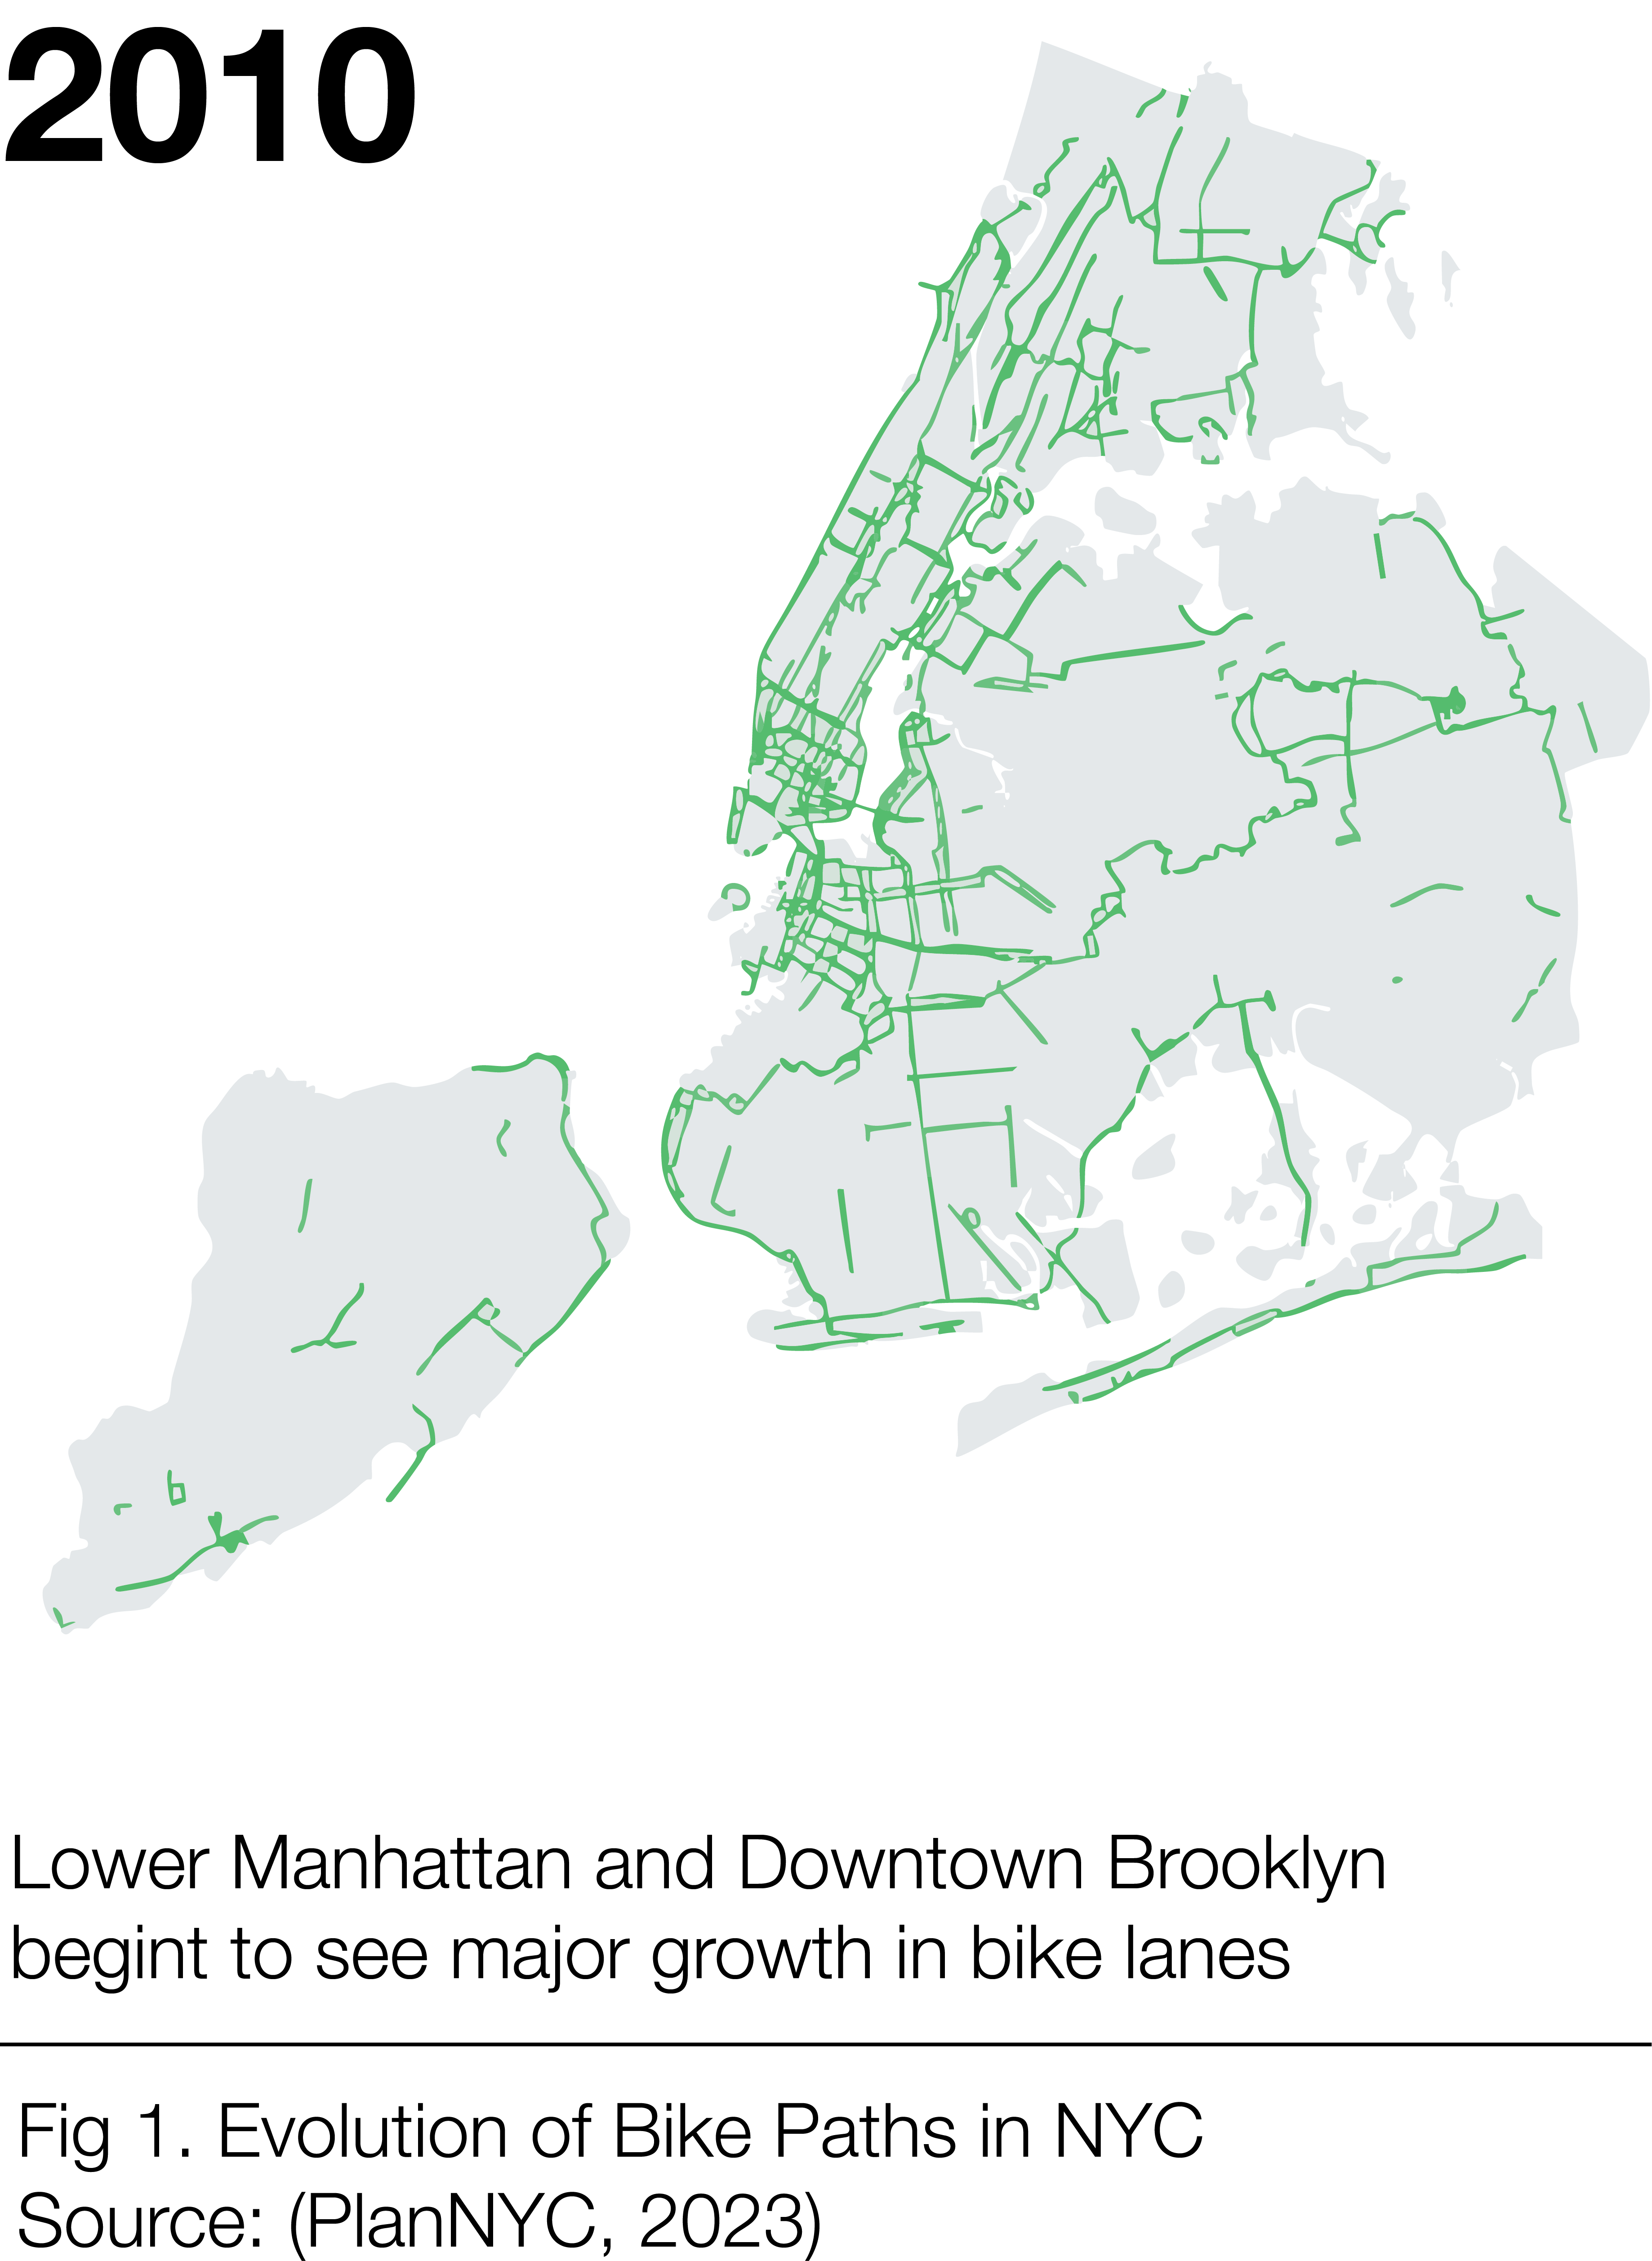 2010
Lower Manhattan and Downtown Brooklyn
begint to see major growth in bike lanes
Fig 1. Evolution of Bike Paths in NYC
Source: (PlanNYC, 2023)